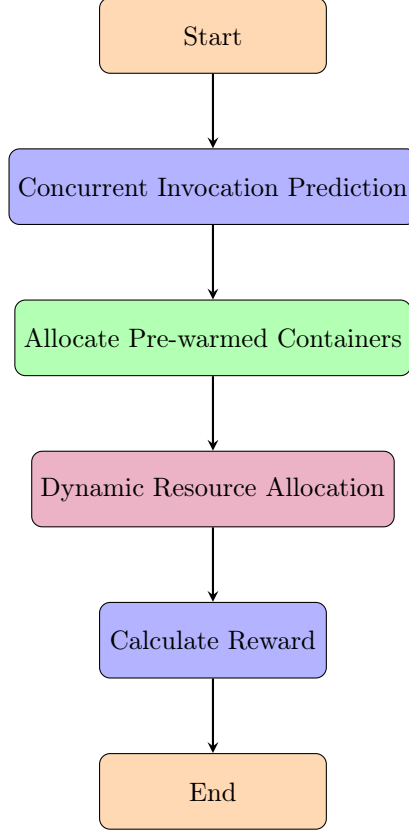 Start
Concurrent Invocation Prediction
Allocate Pre-warmed Containers
Dynamic Resource Allocation
Calculate Reward
End